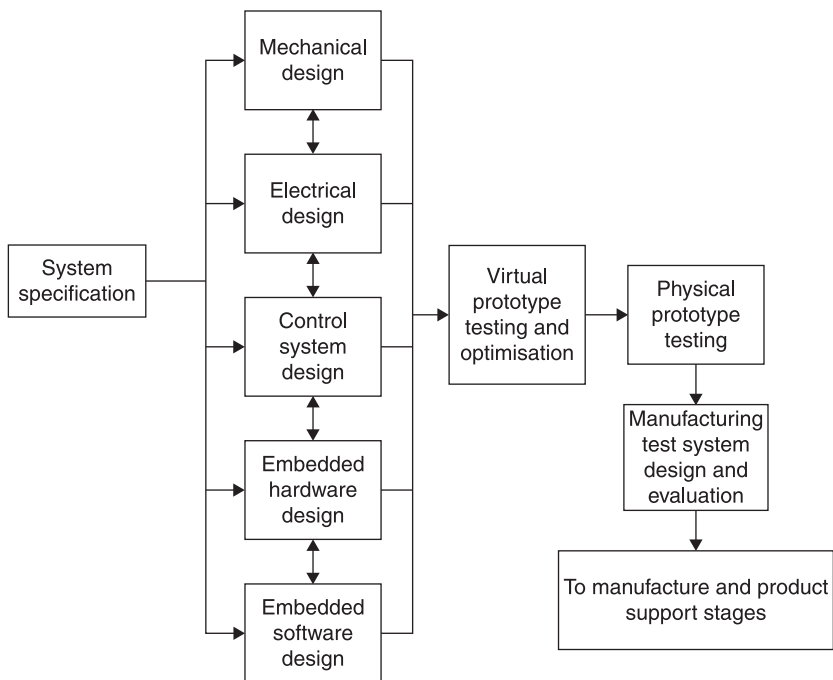 Mechanical
design
Electrical
design
System
specification
Control
system
design
Embedded
hardware
design
Embedded
software
design
Virtual
prototype
testing and
optimisation
Physical
prototype
testing
Manufacturing
test system
design and
evaluation
To manufacture and product
support stages